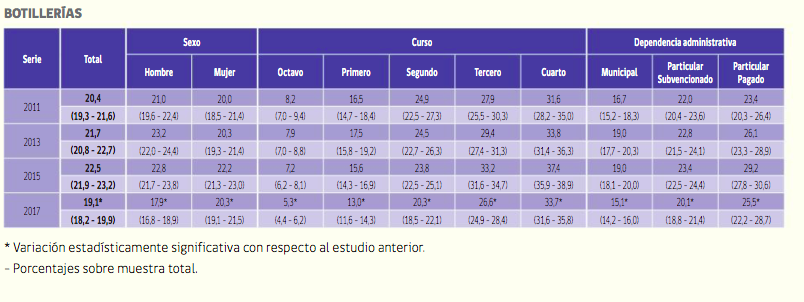 BOTILLERÍAS
Serie Total Sexo Curso Dependencia administrativa
Hombre Mujer Octavo Primero Segundo Tercero Cuarto Municipal Particular Subvencionado Particular Pagado
2011 20,4 21,0 20,0 8,2 16,5 24,9 27,9 31,6 16,7 22,0 23,4
(19,3 - 21,6) (19,6 - 22,4) (18,5 - 21,4) (7,0 - 9,4) (14,7 - 18,4) (22,5 - 27,3) (25,5 - 30,3) (28,2 - 35,0) (15,2 - 18,3) (20,4 - 23,6) (20,3 - 26,4)
2013 21,7 23,2 20,3 7,9 17,5 24,5 29,4 33,8 19,0 22,8 26,1
(20,8 - 22,7) (22,0 - 24,4) (19,3 - 21,4) (7,0 - 8,8) (15,8 - 19,2) (22,7 - 26,3) (27,4 - 31,3) (31,4 - 36,3) (17,7 - 20,3) (21,5 - 24,1) (23,3 - 28,9)
2015 22,5 22,8 22,2 7,2 15,6 23,8 33,2 37,4 19,0 23,4 29,2
(21,9 - 23,2) (21,7 - 23,8) (21,3 - 23,0) (6,2 - 8,1) (14,3 - 16,9) (22,5 - 25,1) (31,6 - 34,7) (35,9 - 38,9) (18,1 - 20,0) (22,5 - 24,4) (27,8 - 30,6)
2017 19,1* 17,9* 20,3* 5,3* 13,0* 20,3* 26,6* 33,7* 15,1* 20,1* 25,5*
(18,2 - 19,9) (16,8 - 18,9) (19,1 - 21,5) (4,4 - 6,2) (11,6 - 14,3) (18,5 - 22,1) (24,9 - 28,4) (31,6 - 35,8) (14,2 - 16,0) (18,8 - 21,4) (22,2 - 28,7)
* Variación estadísticamente significativa con respecto al estudio anterior.
- Porcentajes sobre muestra total.